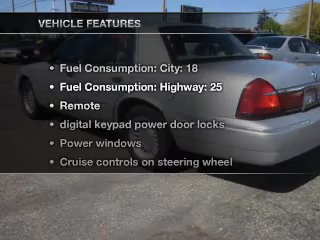 VEHICLE FEATURES
• Fuel Consumption: City: 18
• Fuel Consumption: Highway: 25
• Remote
• digital keypad power door locks
• Power windows
• Cruise controls on steering wheel